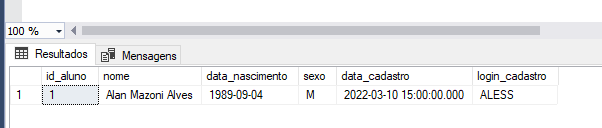 100 %
Resultados Mensagens
id_aluno nome data_nascimento sexo data_cadastro login_cadastro
1 1 Alan Mazoni Alves 1989-09-04 M 2022-03-10 15:00:00.000 ALESS